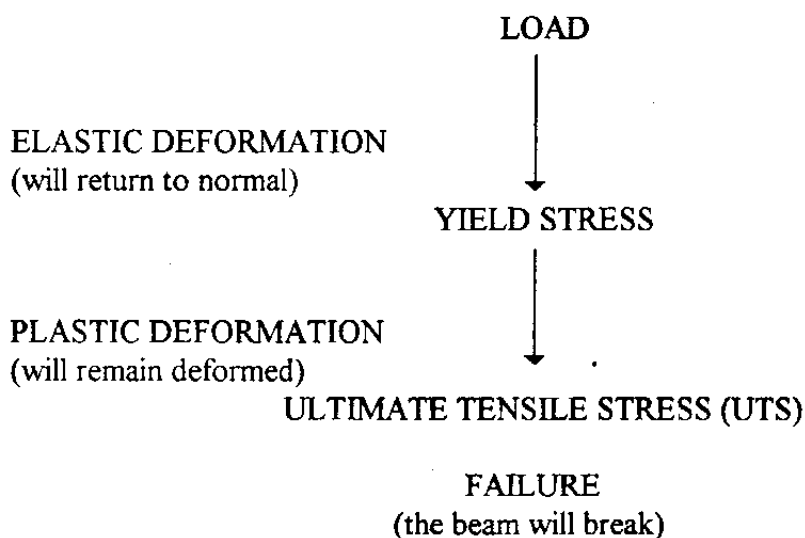 LOAD
ELASTIC DEFORMATION
(will return to normal)
YIELD STRESS
PLASTIC DEFORMATION
(will remain deformed)
ULTIMATE TENSILE STRESS (UTS)
FAILURE
(the beam will break)